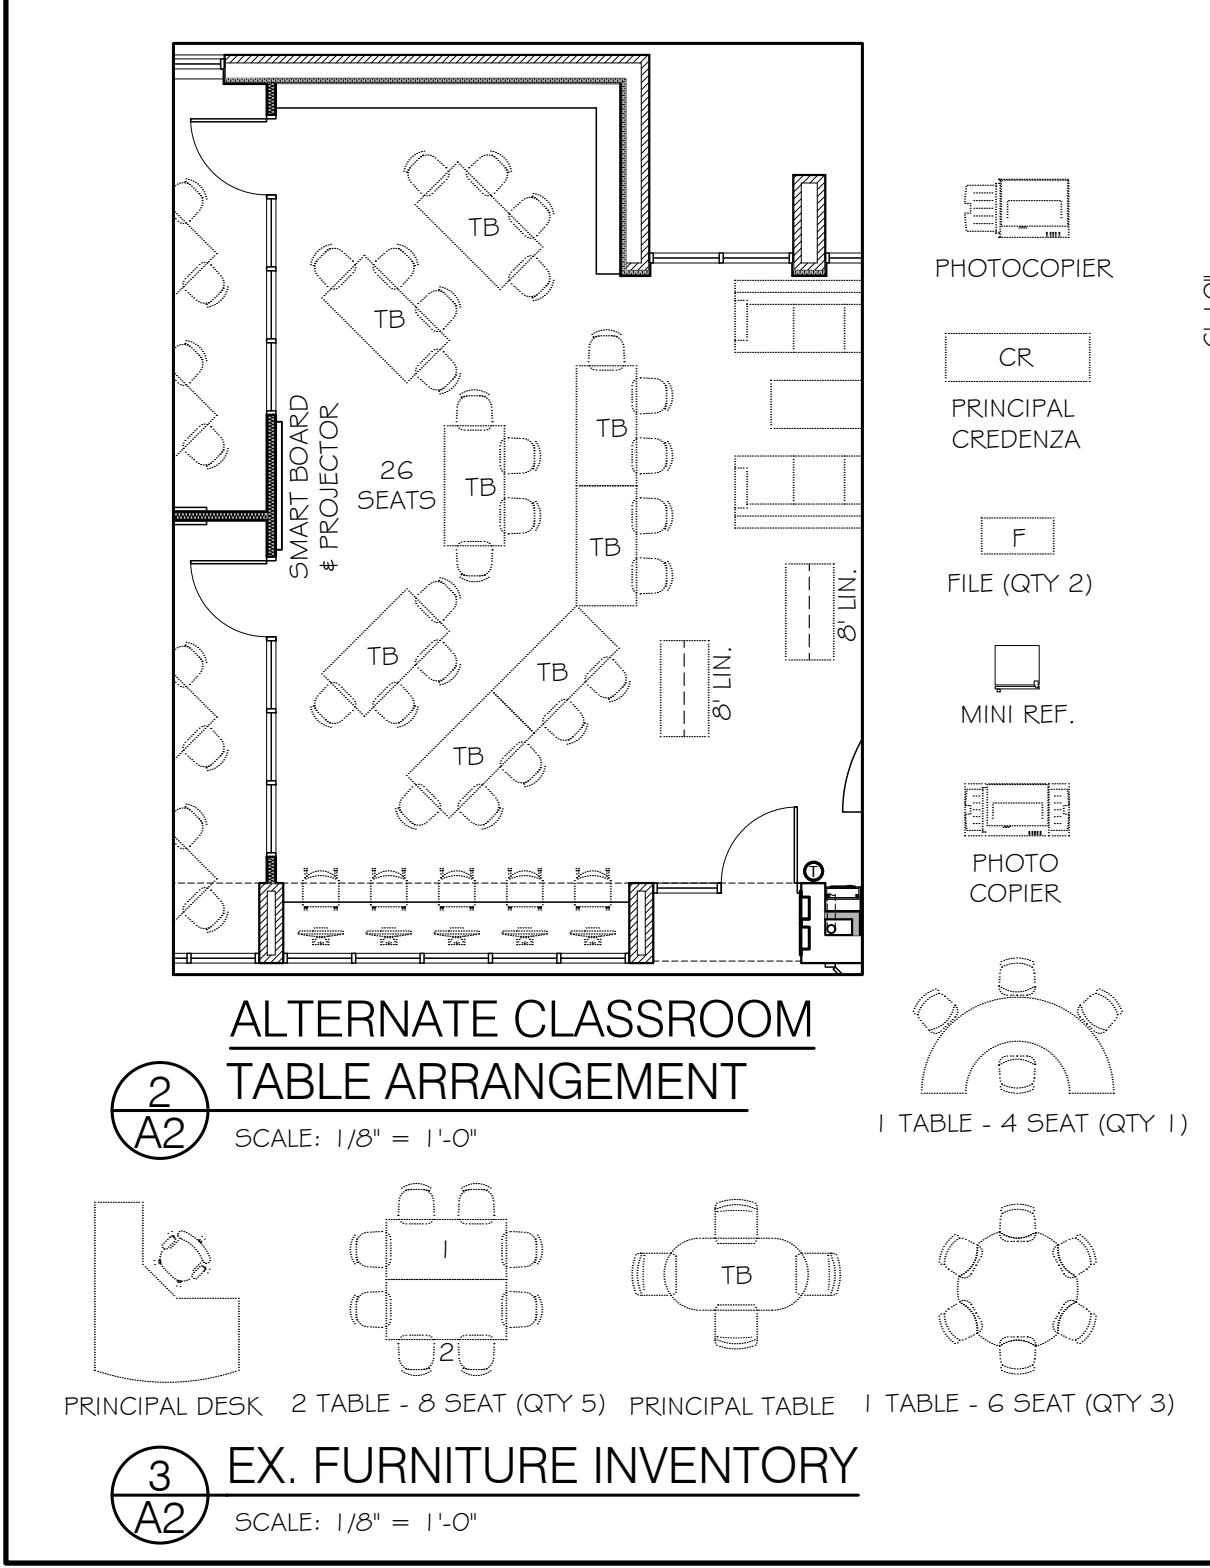 TB
TB
TB
TB
TB
TB
TB
TB
26
SEATS
SMART BOARD
& PROJECTOR
8' LIN.
8' LIN.
T
PHOTOCOPIER
CR
PRINCIPAL
CREDENZA
F
FILE (QTY 2)
MINI REF.
PHOTO
COPIER
1 TABLE - 4 SEAT (QTY 1)
ALTERNATE CLASSROOM
TABLE ARRANGEMENT
2
A2
SCALE: 1/8" = 1'-0"
PRINCIPAL DESK
1
2
2 TABLE - 8 SEAT (QTY 5)
TB
PRINCIPAL TABLE
1 TABLE - 6 SEAT (QTY 3)
3
A2
EX. FURNITURE INVENTORY
SCALE: 1/8" = 1'-0"